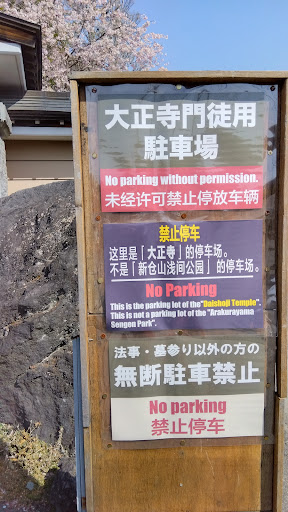 大正寺門徒用
駐車場
No parking without permission.
未经许可禁止停放车辆
禁止停车
这里是「大正寺」的停车场。
不是「新仓山浅间公园」的停车场。
No Parking
This is the parking lot of the"Daishoji Temple".
This is not a parking lot of the "Arakurayama
Sengen Park".
法事・墓参り以外の方の
無断駐車禁止
No parking
禁止停车